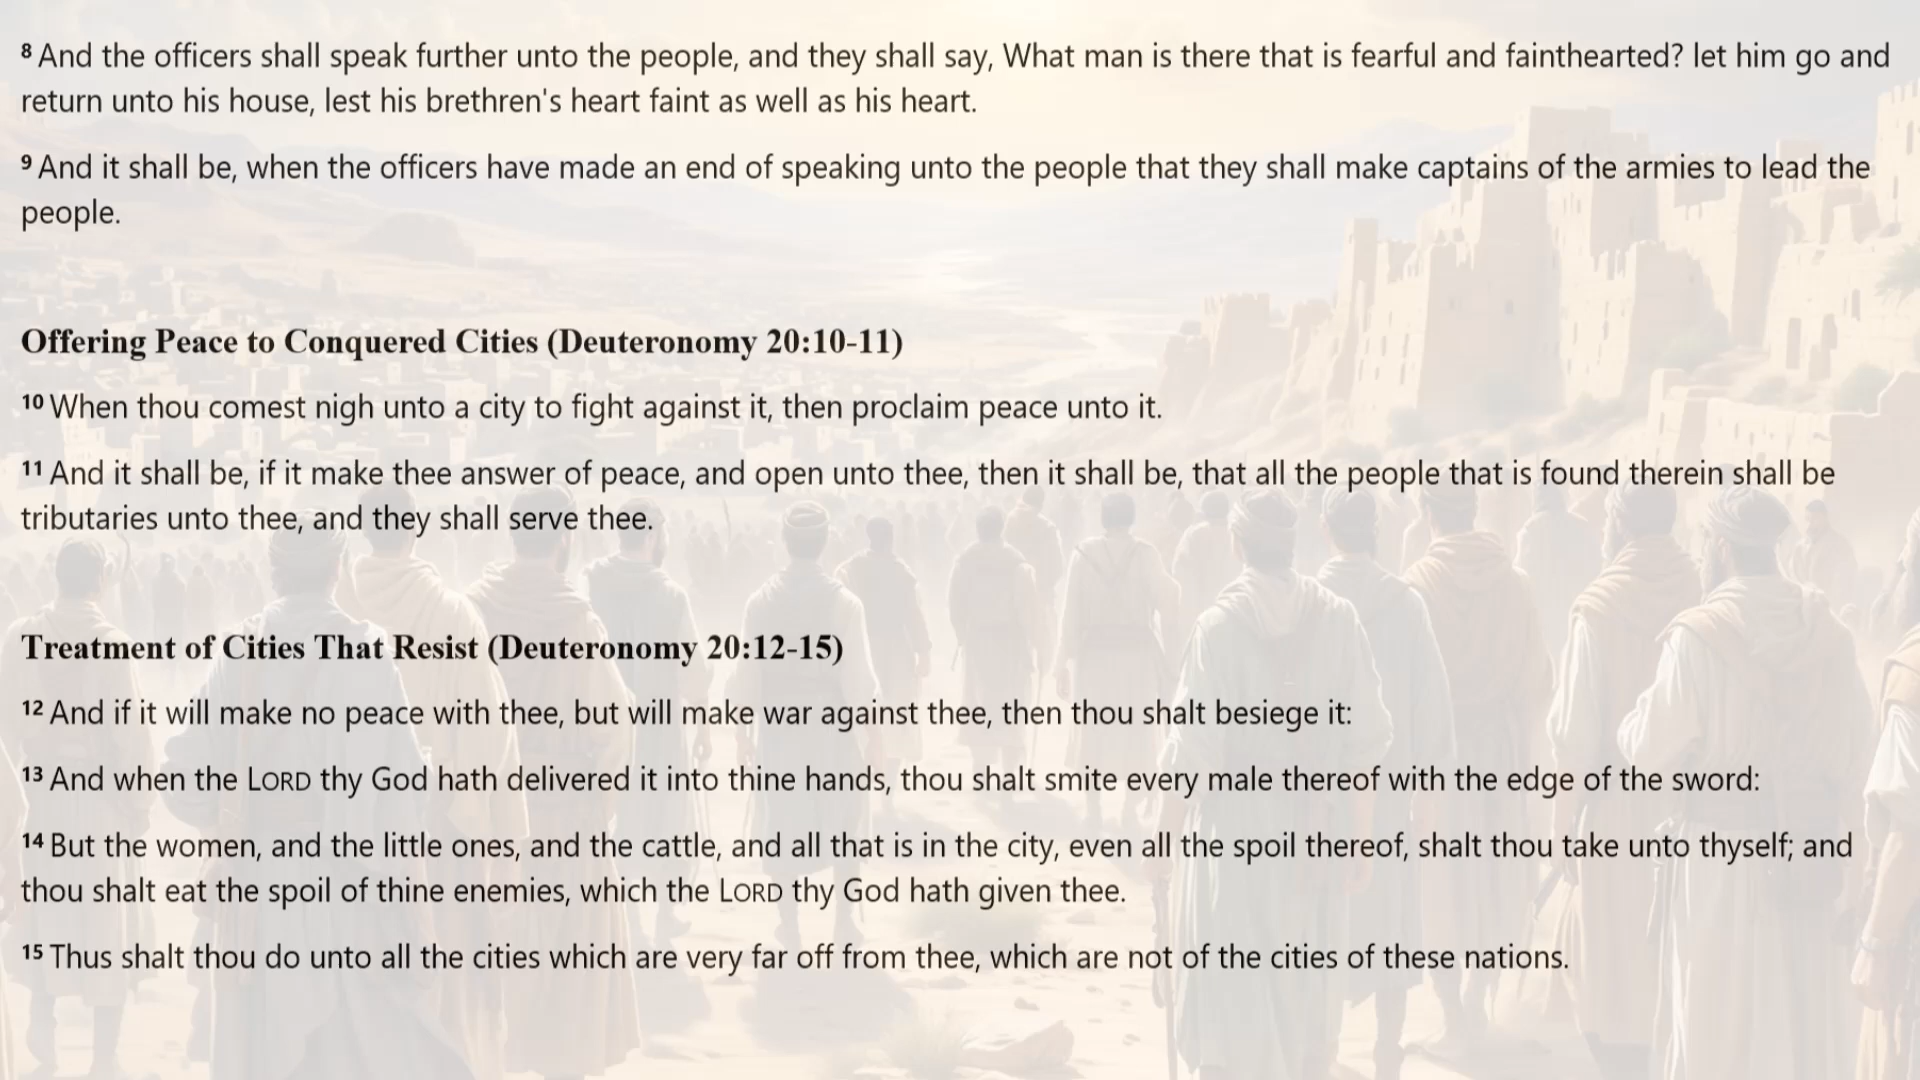 8 And the officers shall speak further unto the people, and they shall say, What man is there that is fearful and fainthearted? let him go and
return unto his house, lest his brethren's heart faint as well as his heart.
9 And it shall be, when the officers have made an end of speaking unto the people that they shall make captains of the armies to lead the
people.
Offering Peace to Conquered Cities (Deuteronomy 20:10-11)
10 When thou comest nigh unto a city to fight against it, then proclaim peace unto it.
11 And it shall be, if it make thee answer of peace, and open unto thee, then it shall be, that all the people that is found therein shall be
tributaries unto thee, and they shall serve thee.
Treatment of Cities That Resist (Deuteronomy 20:12-15)
12 And if it will make no peace with thee, but will make war against thee, then thou shalt besiege it:
13 And when the LORD thy God hath delivered it into thine hands, thou shalt smite every male thereof with the edge of the sword:
14 But the women, and the little ones, and the cattle, and all that is in the city, even all the spoil thereof, shalt thou take unto thyself; and
thou shalt eat the spoil of thine enemies, which the LORD thy God hath given thee.
15 Thus shalt thou do unto all the cities which are very far off from thee, which are not of the cities of these nations.